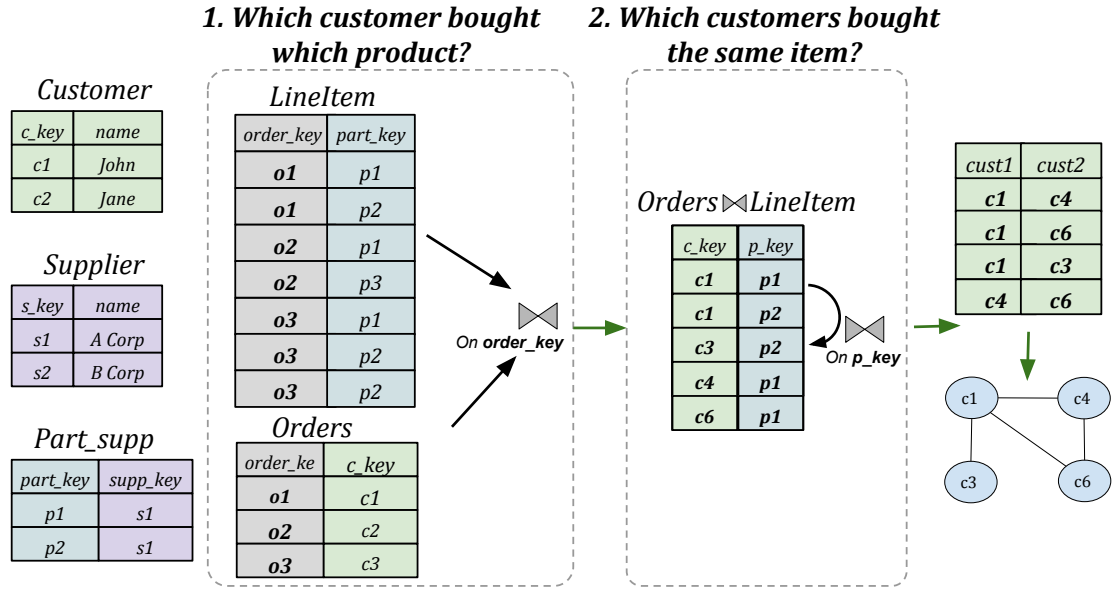 1. Which customer bought
which product?
2. Which customers bought
the same item?
Customer
c_key name
c1 John
c2 Jane
Supplier
s_key name
s1 A Corp
s2 B Corp
Part_supp
part_key supp_key
p1 s1
p2 s1
LineItem
order_key part_key
o1 p1
o1 p2
o2 p1
o2 p3
o3 p1
o3 p2
o3 p2
Orders
order_ke c_key
o1 c1
o2 c2
o3 c3
On order_key
Orders ⋈ LineItem
c_key p_key
c1 p1
c1 p2
c3 p2
c4 p1
c6 p1
On p_key
cust1 cust2
c1 c4
c1 c6
c1 c3
c4 c6
c1 c4
c3 c6